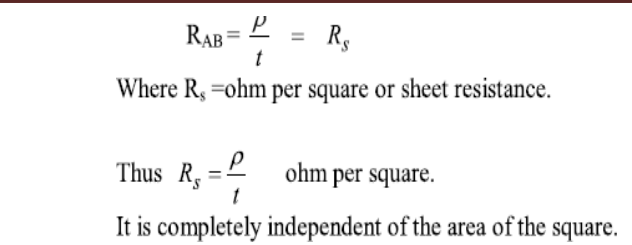 R_AB = ρ/t = R_s
Where R_s =ohm per square or sheet resistance.
Thus R_s = ρ/t ohm per square.
It is completely independent of the area of the square.